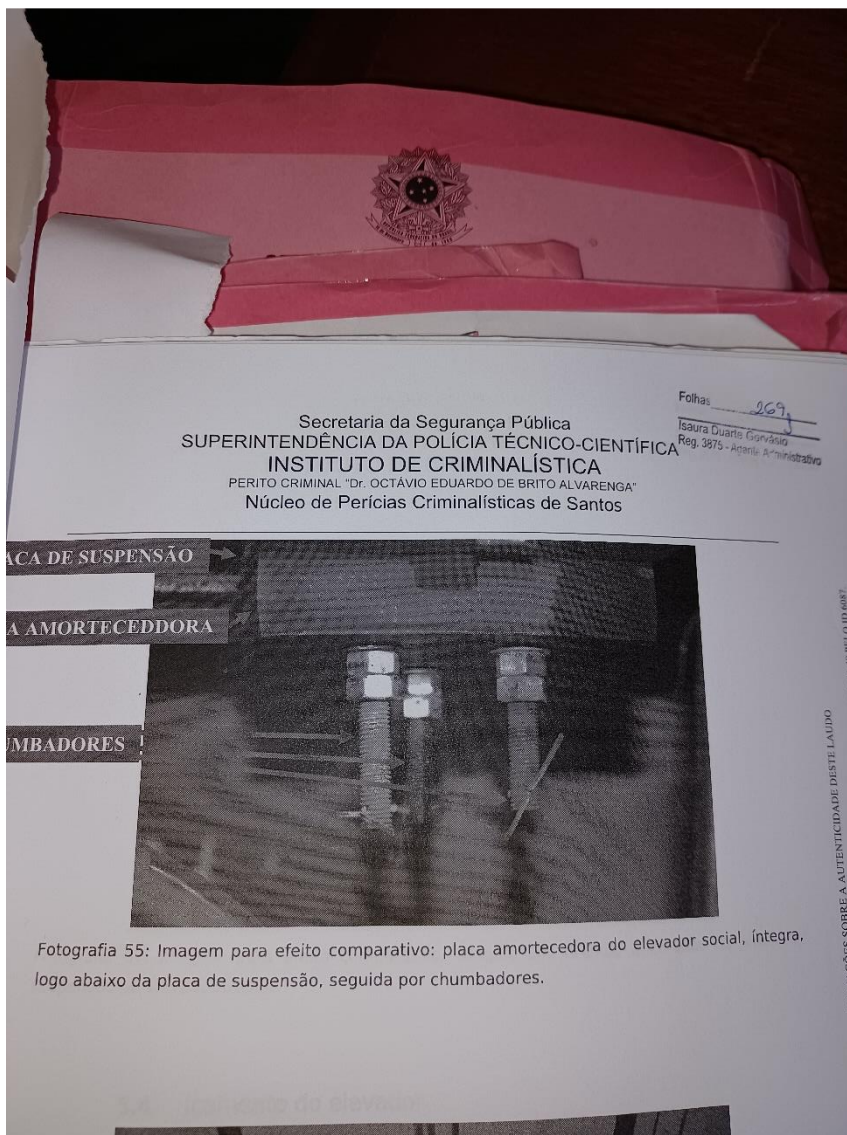 Secretaria da Segurança Pública
SUPERINTENDÊNCIA DA POLÍCIA TÉCNICO-CIENTÍFICA
INSTITUTO DE CRIMINALÍSTICA
PERITO CRIMINAL "Dr. OCTÁVIO EDUARDO DE BRITO ALVARENGA"
Núcleo de Perícias Criminalísticas de Santos
Folhas 269
Isaura Duarte Gervásio
Reg. 3875 - Agente Administrativo
ACA DE SUSPENSÃO
A AMORTECEDDORA
UMBADORES
Fotografia 55: Imagem para efeito comparativo: placa amortecedora do elevador social, íntegra,
logo abaixo da placa de suspensão, seguida por chumbadores.
SOBRE A AUTENTICIDADE DESTE LAUDO